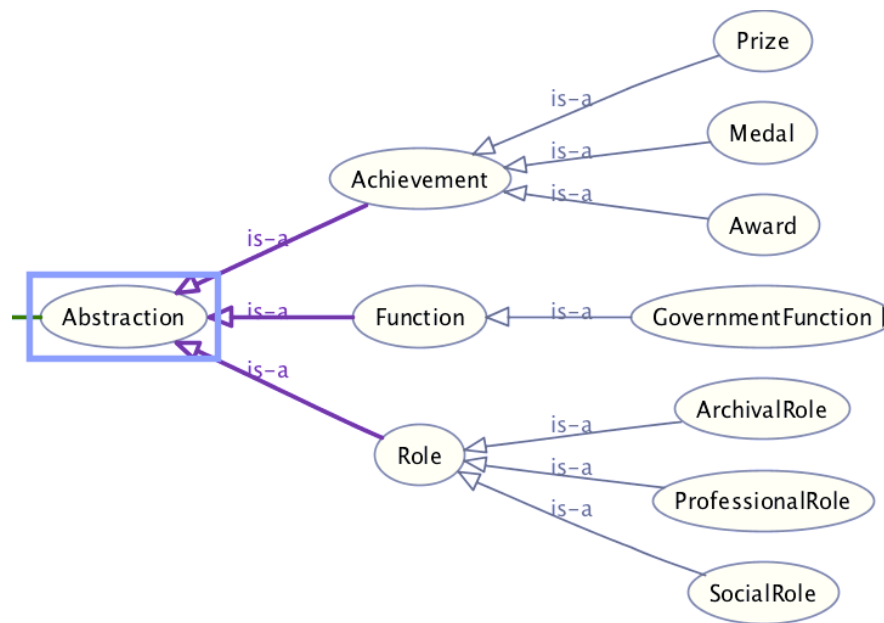 Prize
is-a
Medal
is-a
Achievement
is-a
Award
is-a
Abstraction
is-a
Function
is-a
GovernmentFunction
is-a
ArchivalRole
is-a
Role
is-a
ProfessionalRole
is-a
SocialRole